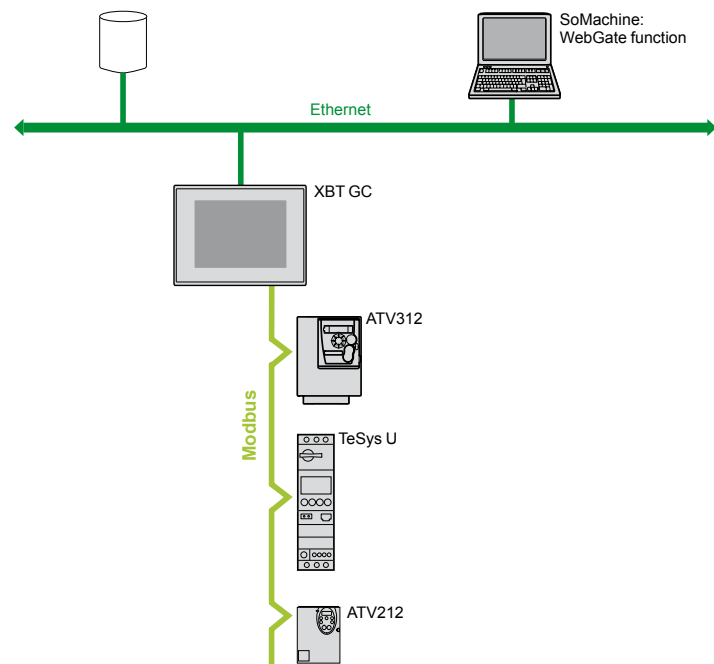 SoMachine:
WebGate function
Ethernet
XBT GC
ATV312
Modbus
TeSys U
ATV212